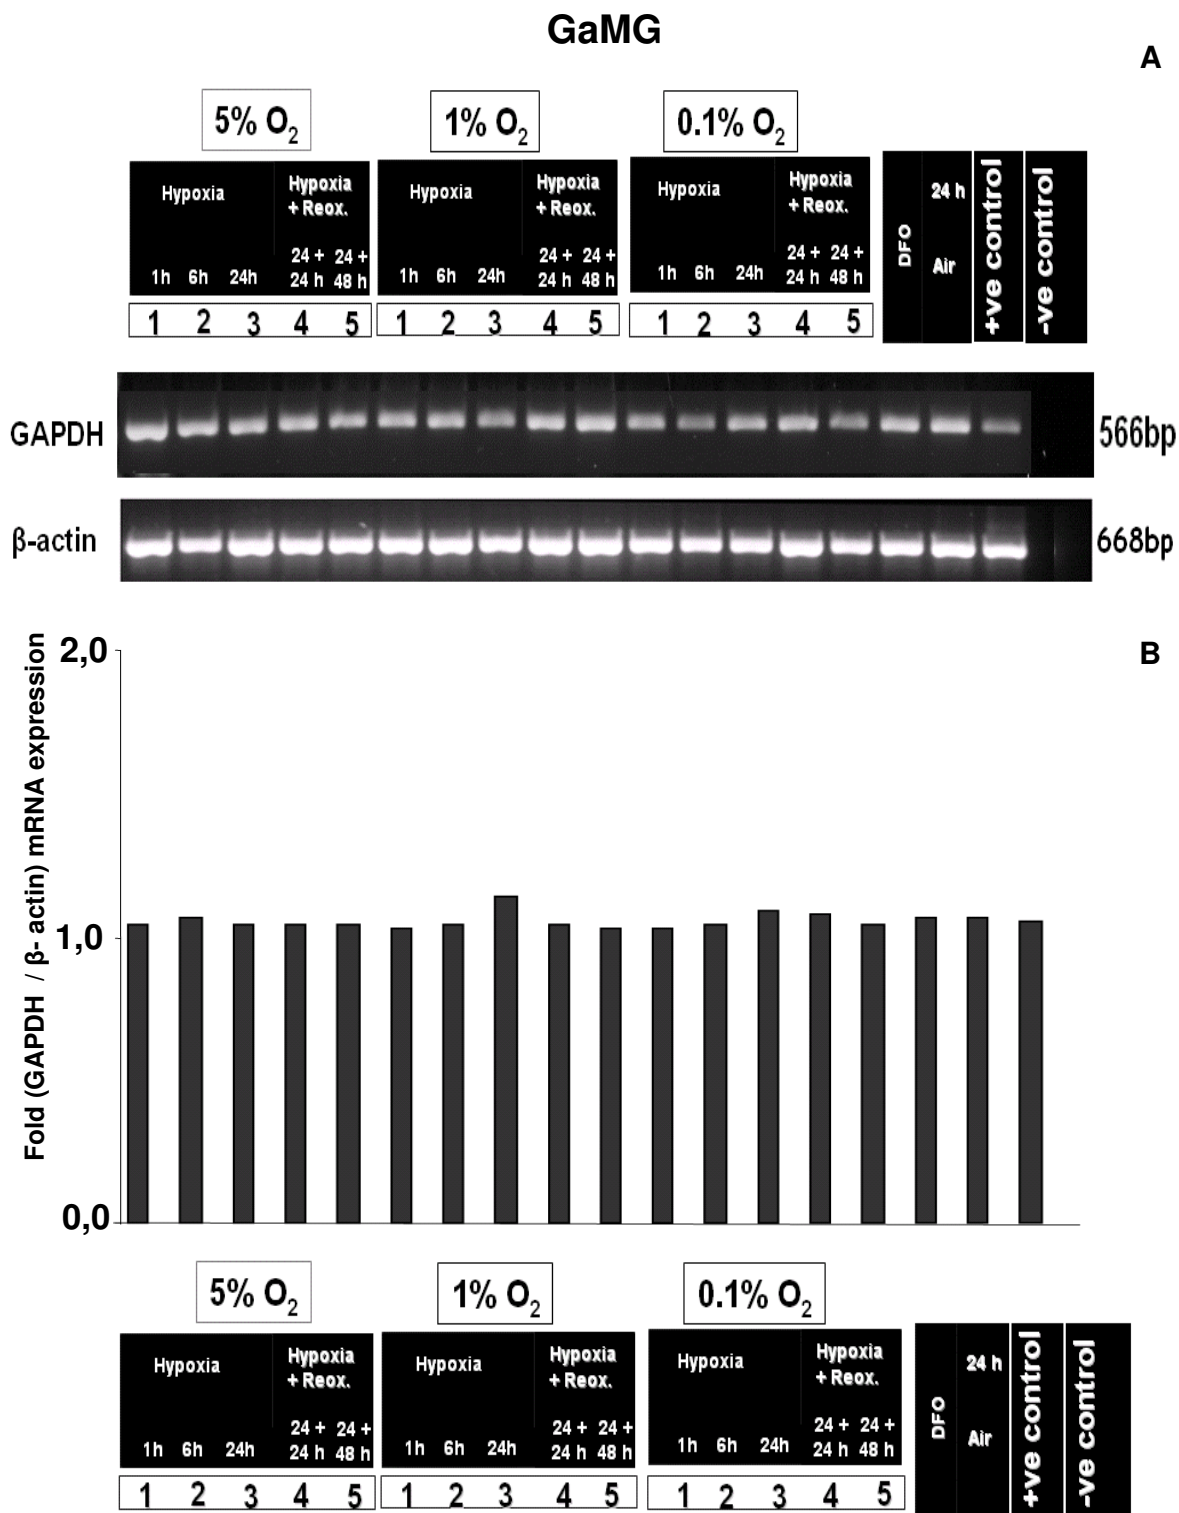 GaMG
A
5% O₂ 1% O₂ 0.1% O₂
Hypoxia Hypoxia + Reox. Hypoxia Hypoxia + Reox. Hypoxia Hypoxia + Reox. DFO 24 h Air +ve control -ve control
1h 6h 24h 24 + 24 h 24 + 48 h 1h 6h 24h 24 + 24 h 24 + 48 h 1h 6h 24h 24 + 24 h 24 + 48 h
1 2 3 4 5 1 2 3 4 5 1 2 3 4 5
GAPDH 566bp
β-actin 668bp
B
Fold (GAPDH / β- actin) mRNA expression
2,0
1,0
0,0
5% O₂ 1% O₂ 0.1% O₂
Hypoxia Hypoxia + Reox. Hypoxia Hypoxia + Reox. Hypoxia Hypoxia + Reox. DFO 24 h Air +ve control -ve control
1h 6h 24h 24 + 24 h 24 + 48 h 1h 6h 24h 24 + 24 h 24 + 48 h 1h 6h 24h 24 + 24 h 24 + 48 h
1 2 3 4 5 1 2 3 4 5 1 2 3 4 5